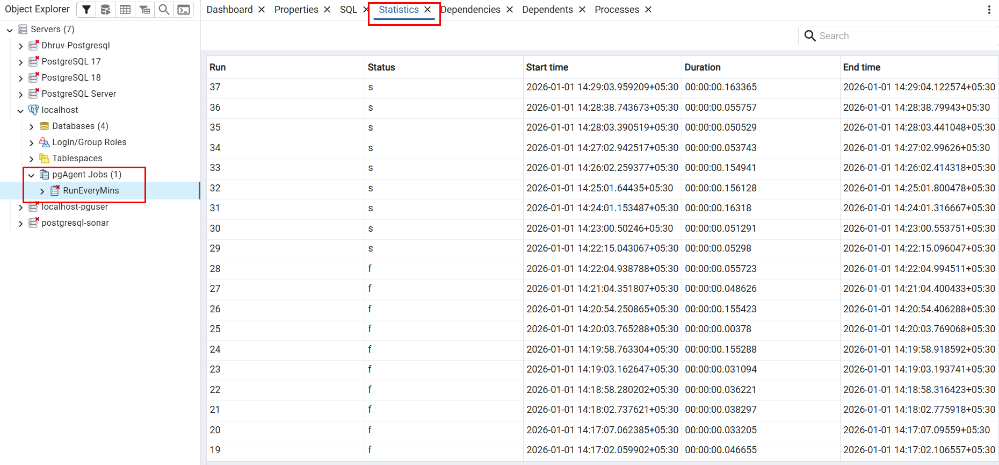 Object Explorer
Dashboard Properties SQL Statistics Dependencies Dependents Processes
Servers (7)
Dhruv-Postgresql
PostgreSQL 17
PostgreSQL 18
PostgreSQL Server
localhost
Databases (4)
Login/Group Roles
Tablespaces
pgAgent Jobs (1)
RunEveryMins
localhost-pguser
postgresql-sonar
Search
Run Status Start time Duration End time
37 s 2026-01-01 14:29:03.959209+05:30 00:00:00.163365 2026-01-01 14:29:04.122574+05:30
36 s 2026-01-01 14:28:38.743673+05:30 00:00:00.055757 2026-01-01 14:28:38.79943+05:30
35 s 2026-01-01 14:28:03.390519+05:30 00:00:00.050529 2026-01-01 14:28:03.441048+05:30
34 s 2026-01-01 14:27:02.942517+05:30 00:00:00.053743 2026-01-01 14:27:02.99626+05:30
33 s 2026-01-01 14:26:02.259377+05:30 00:00:00.154941 2026-01-01 14:26:02.414318+05:30
32 s 2026-01-01 14:25:01.64435+05:30 00:00:00.156128 2026-01-01 14:25:01.800478+05:30
31 s 2026-01-01 14:24:01.153487+05:30 00:00:00.16318 2026-01-01 14:24:01.316667+05:30
30 s 2026-01-01 14:23:00.50246+05:30 00:00:00.051291 2026-01-01 14:23:00.553751+05:30
29 s 2026-01-01 14:22:15.043067+05:30 00:00:00.05298 2026-01-01 14:22:15.096047+05:30
28 f 2026-01-01 14:22:04.938788+05:30 00:00:00.055723 2026-01-01 14:22:04.994511+05:30
27 f 2026-01-01 14:21:04.351807+05:30 00:00:00.048626 2026-01-01 14:21:04.400433+05:30
26 f 2026-01-01 14:20:54.250865+05:30 00:00:00.155423 2026-01-01 14:20:54.406288+05:30
25 f 2026-01-01 14:20:03.765288+05:30 00:00:00.00378 2026-01-01 14:20:03.769068+05:30
24 f 2026-01-01 14:19:58.763304+05:30 00:00:00.155288 2026-01-01 14:19:58.918592+05:30
23 f 2026-01-01 14:19:03.162647+05:30 00:00:00.031094 2026-01-01 14:19:03.193741+05:30
22 f 2026-01-01 14:18:58.280202+05:30 00:00:00.036221 2026-01-01 14:18:58.316423+05:30
21 f 2026-01-01 14:18:02.737621+05:30 00:00:00.038297 2026-01-01 14:18:02.775918+05:30
20 f 2026-01-01 14:17:07.062385+05:30 00:00:00.033205 2026-01-01 14:17:07.09559+05:30
19 f 2026-01-01 14:17:02.059902+05:30 00:00:00.046655 2026-01-01 14:17:02.106557+05:30